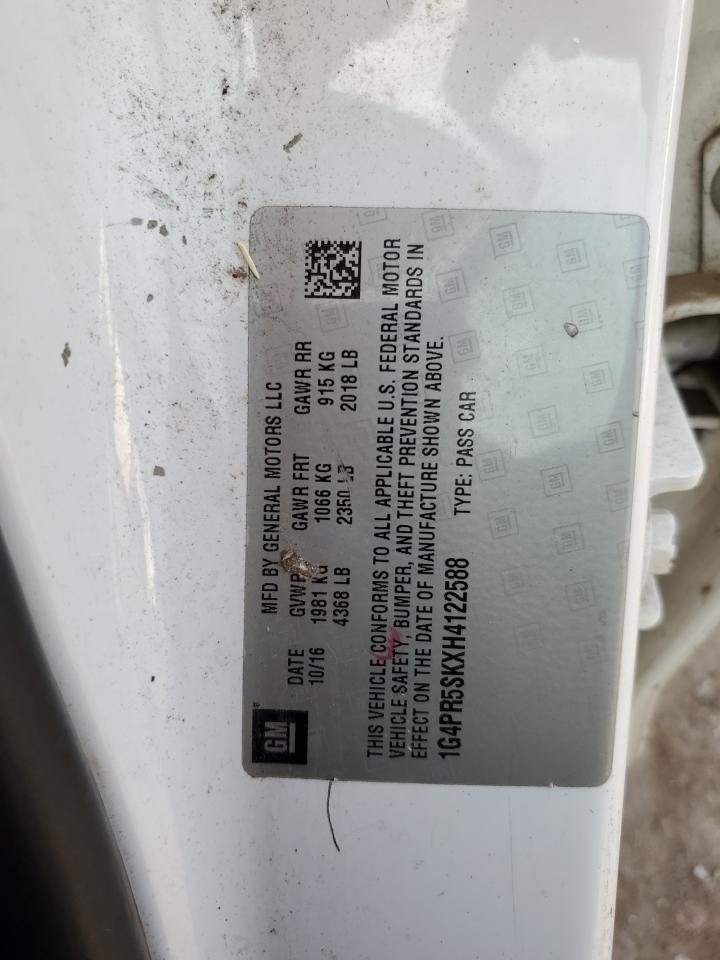 GM
MFD BY GENERAL MOTORS LLC
DATE GVWR GAWR FRT GAWR RR
10/16 1981 KG 1066 KG 915 KG
4368 LB 2350 LB 2018 LB
THIS VEHICLE CONFORMS TO ALL APPLICABLE U.S. FEDERAL MOTOR
VEHICLE SAFETY, BUMPER, AND THEFT PREVENTION STANDARDS IN
EFFECT ON THE DATE OF MANUFACTURE SHOWN ABOVE.
1G4PR5SKXH4122588 TYPE: PASS CAR